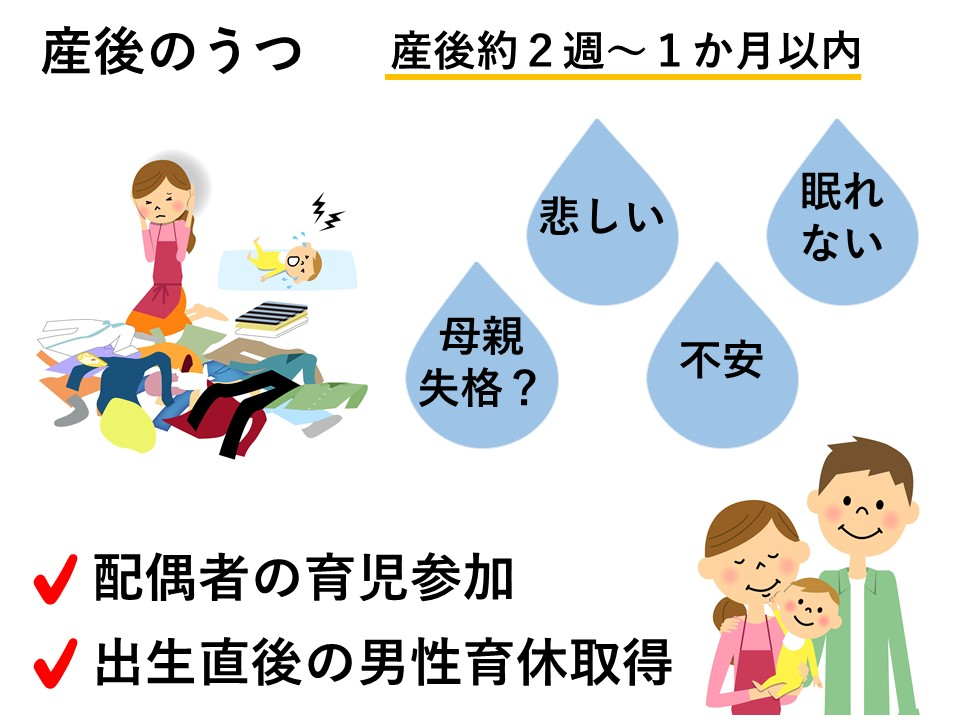 産後のうつ
産後約２週～１か月以内
悲しい
眠れ
ない
母親
失格？
不安
配偶者の育児参加
出生直後の男性育休取得